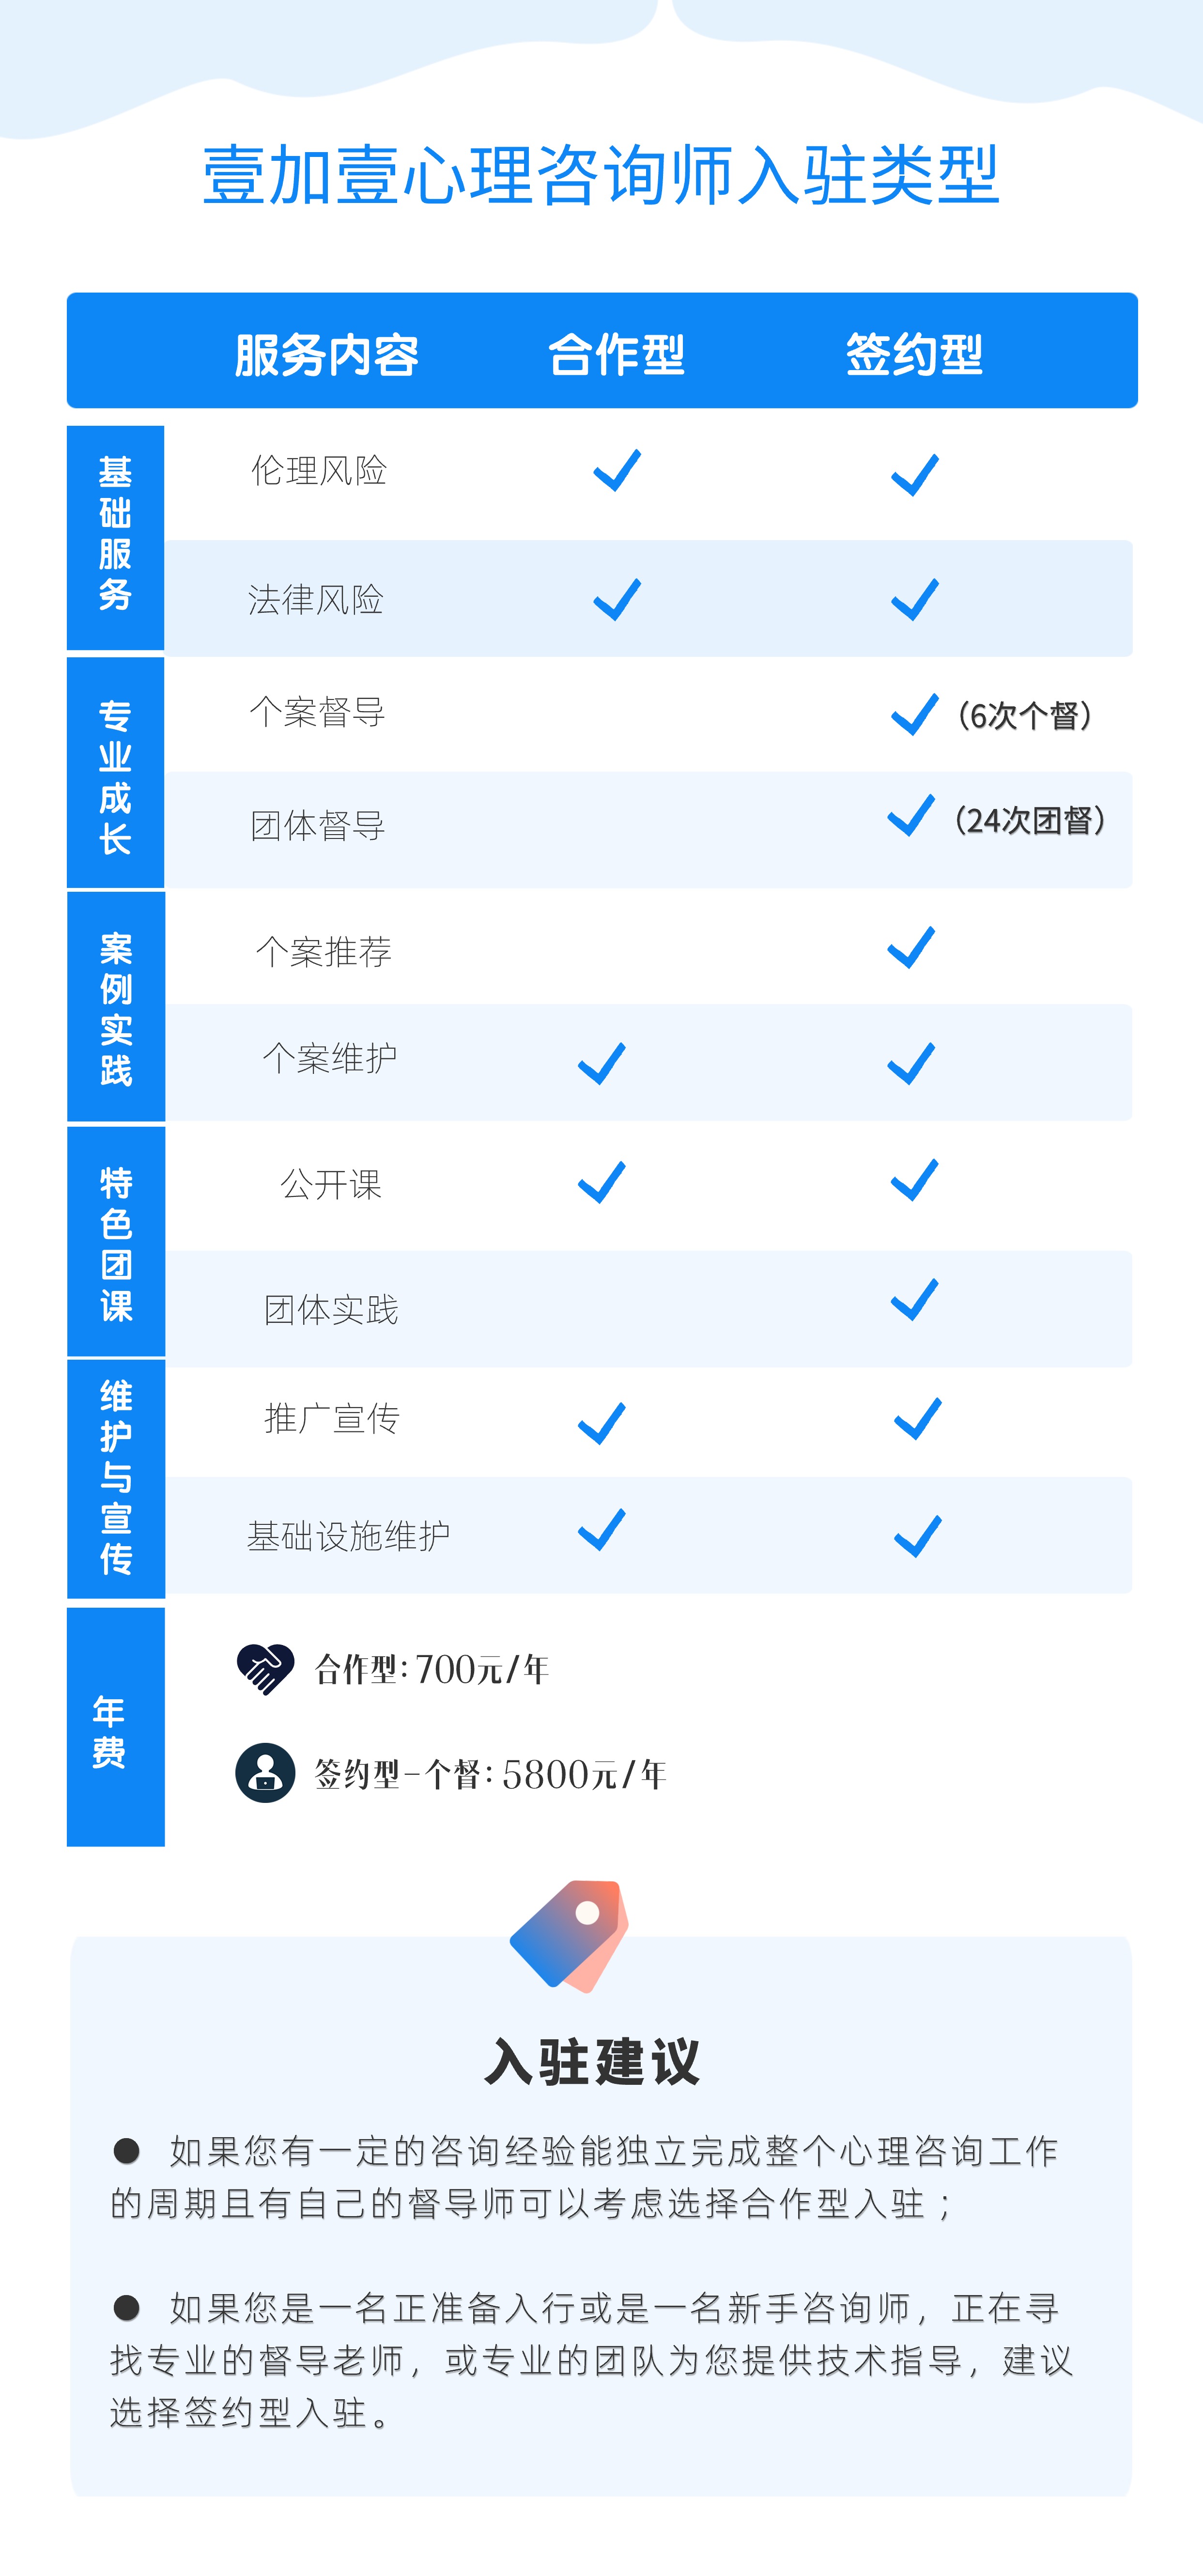 壹加壹心理咨询师入驻类型
服务内容 合作型 签约型
基础服务
伦理风险
法律风险
专业成长
个案督导 （6次个督）
团体督导 （24次团督）
案例实践
个案推荐
个案维护
特色团课
公开课
团体实践
维护与宣传
推广宣传
基础设施维护
年费
合作型：700元/年
签约型-个督：5800元/年
入驻建议
● 如果您有一定的咨询经验能独立完成整个心理咨询工作
的周期且有自己的督导师可以考虑选择合作型入驻；
● 如果您是一名正准备入行或是一名新手咨询师，正在寻
找专业的督导老师，或专业的团队为您提供技术指导，建议
选择签约型入驻。